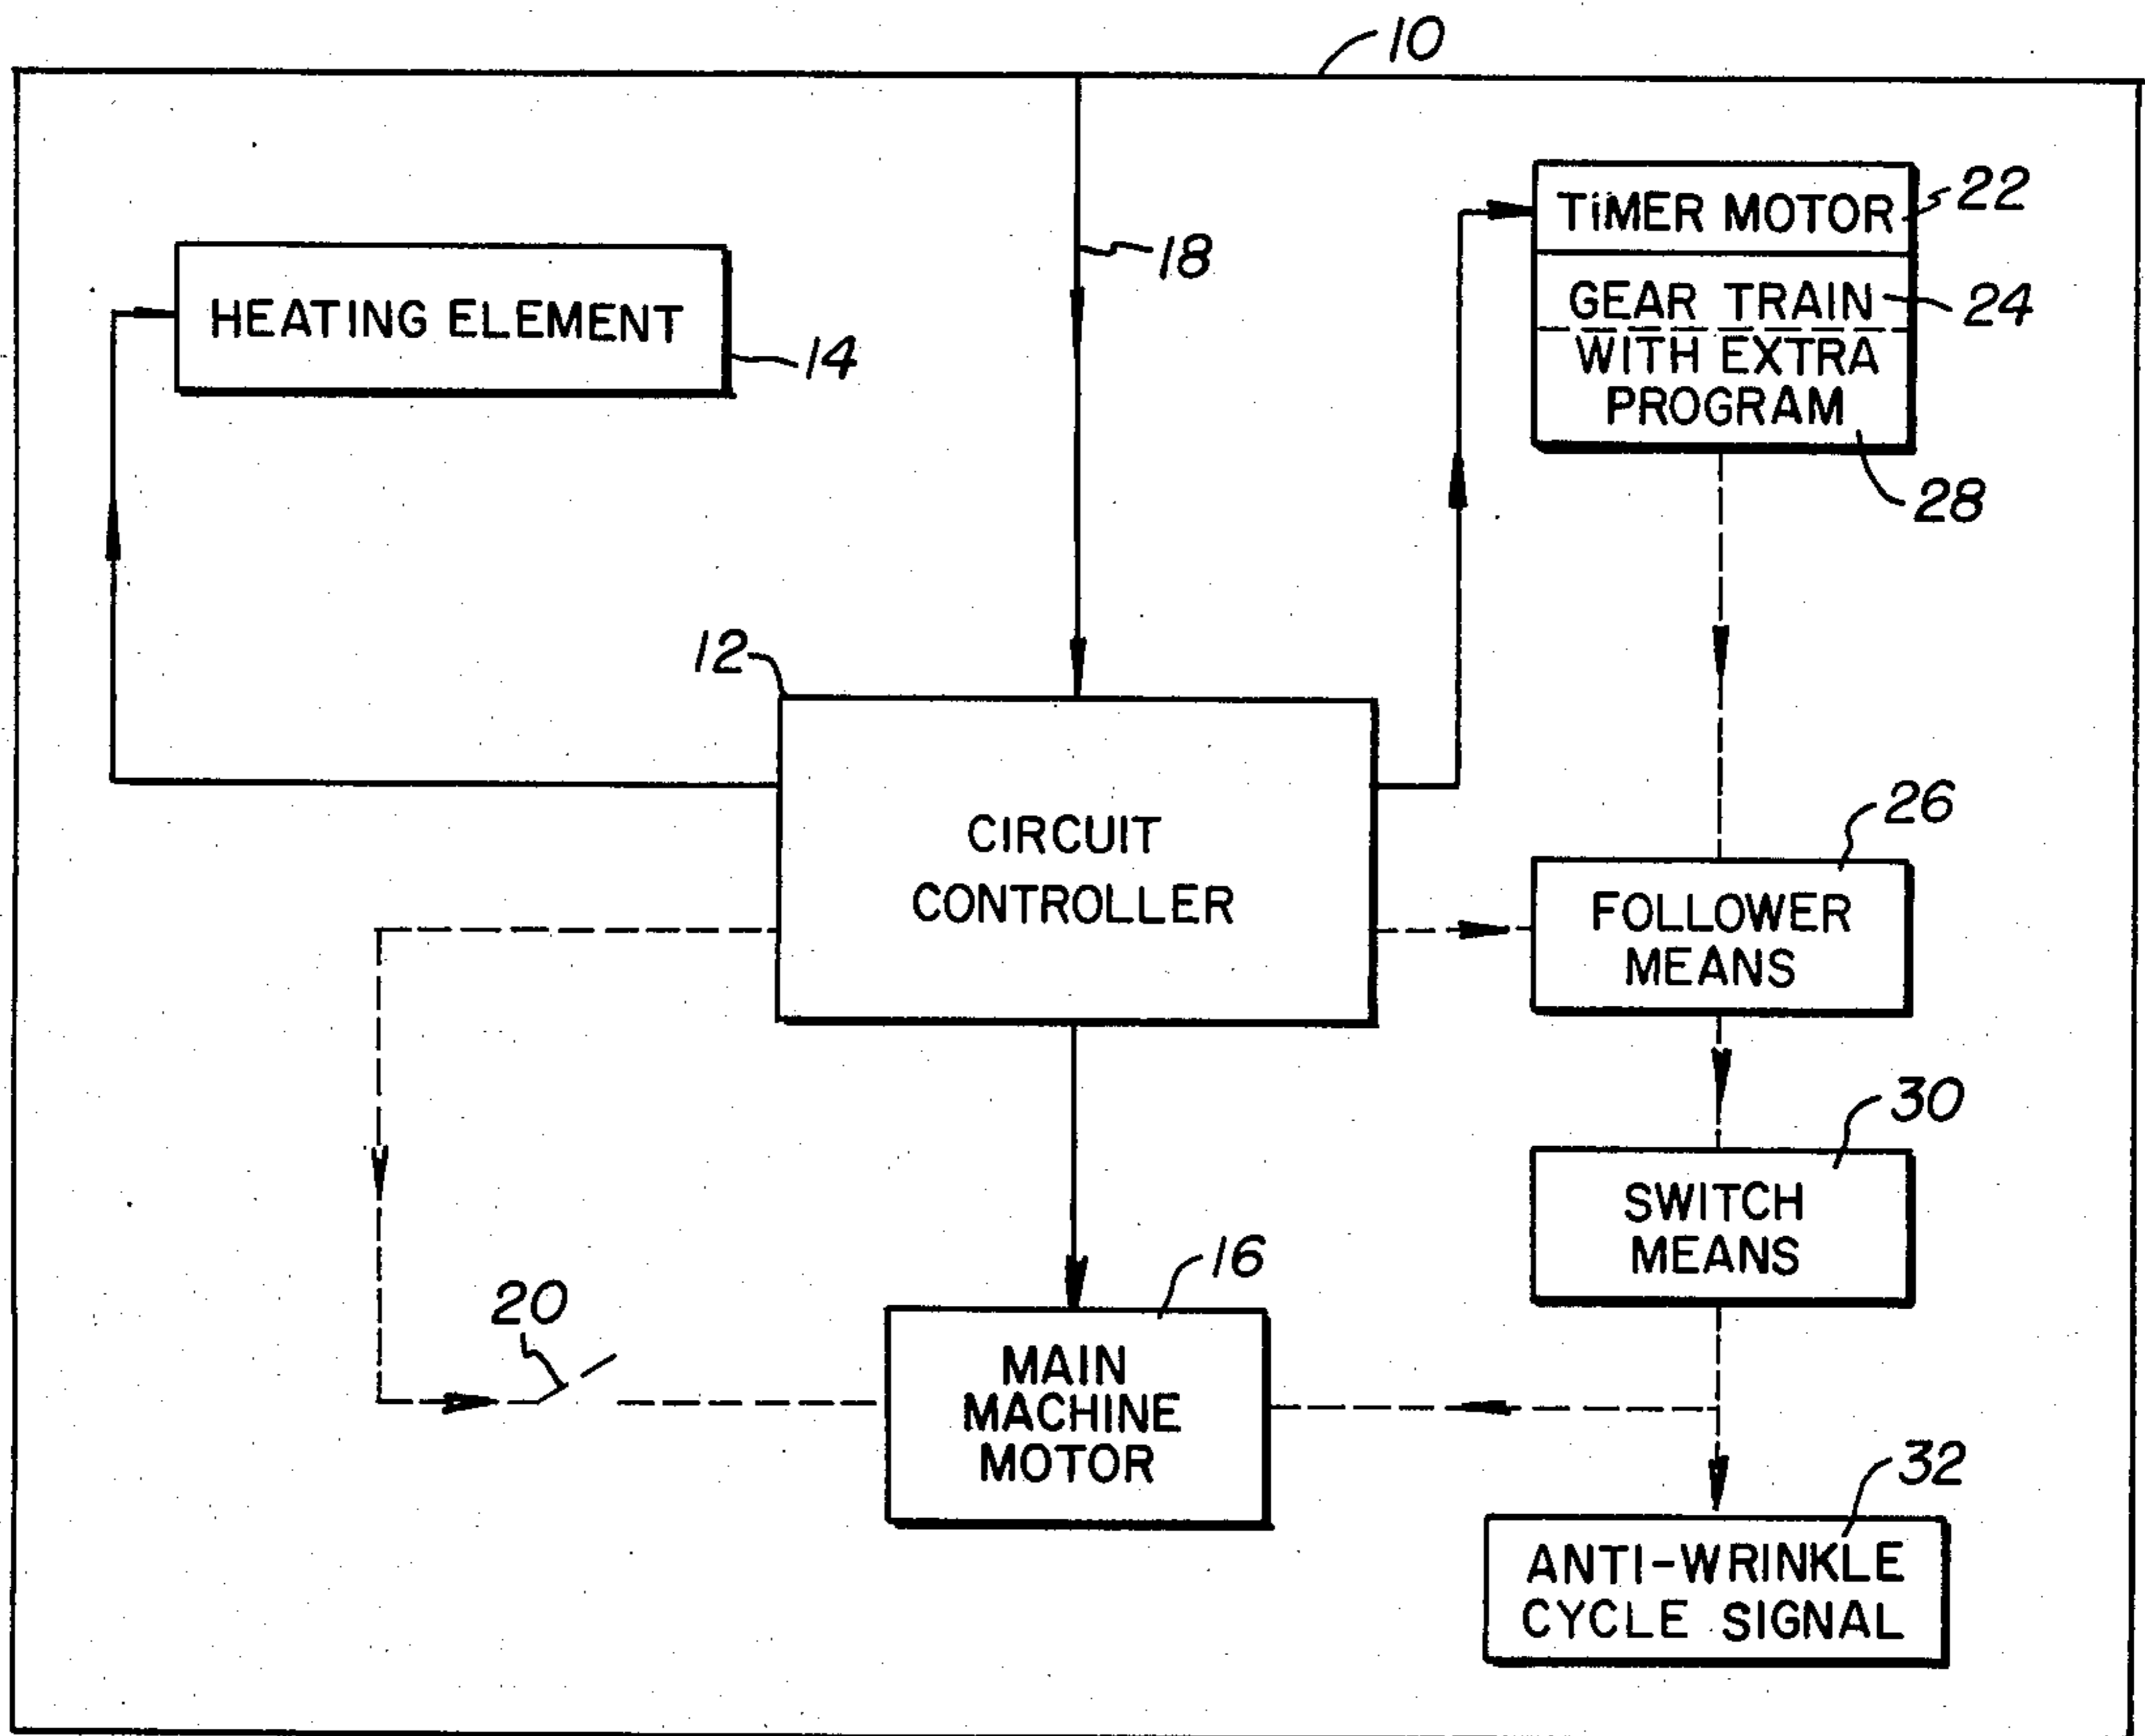 10
TiMER MOTOR
22
18
GEAR TRAIN
24
HEATING ELEMENT
14
WITH EXTRA
PROGRAM
28
12
CIRCUIT
CONTROLLER
26
FOLLOWER
MEANS
30
SWITCH
MEANS
16
20
MAIN
MACHINE
MOTOR
32
ANTI-WRINKLE
CYCLE SIGNAL